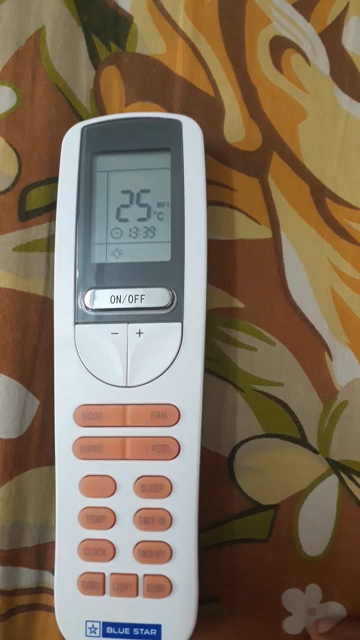 25 °C WiFi
13:39
ON/OFF
- +
MODE FAN
SWING I FEEL
SLEEP
TEMP TIMER ON
CLOCK TIMER OFF
TURBO LIGHT
BLUE STAR